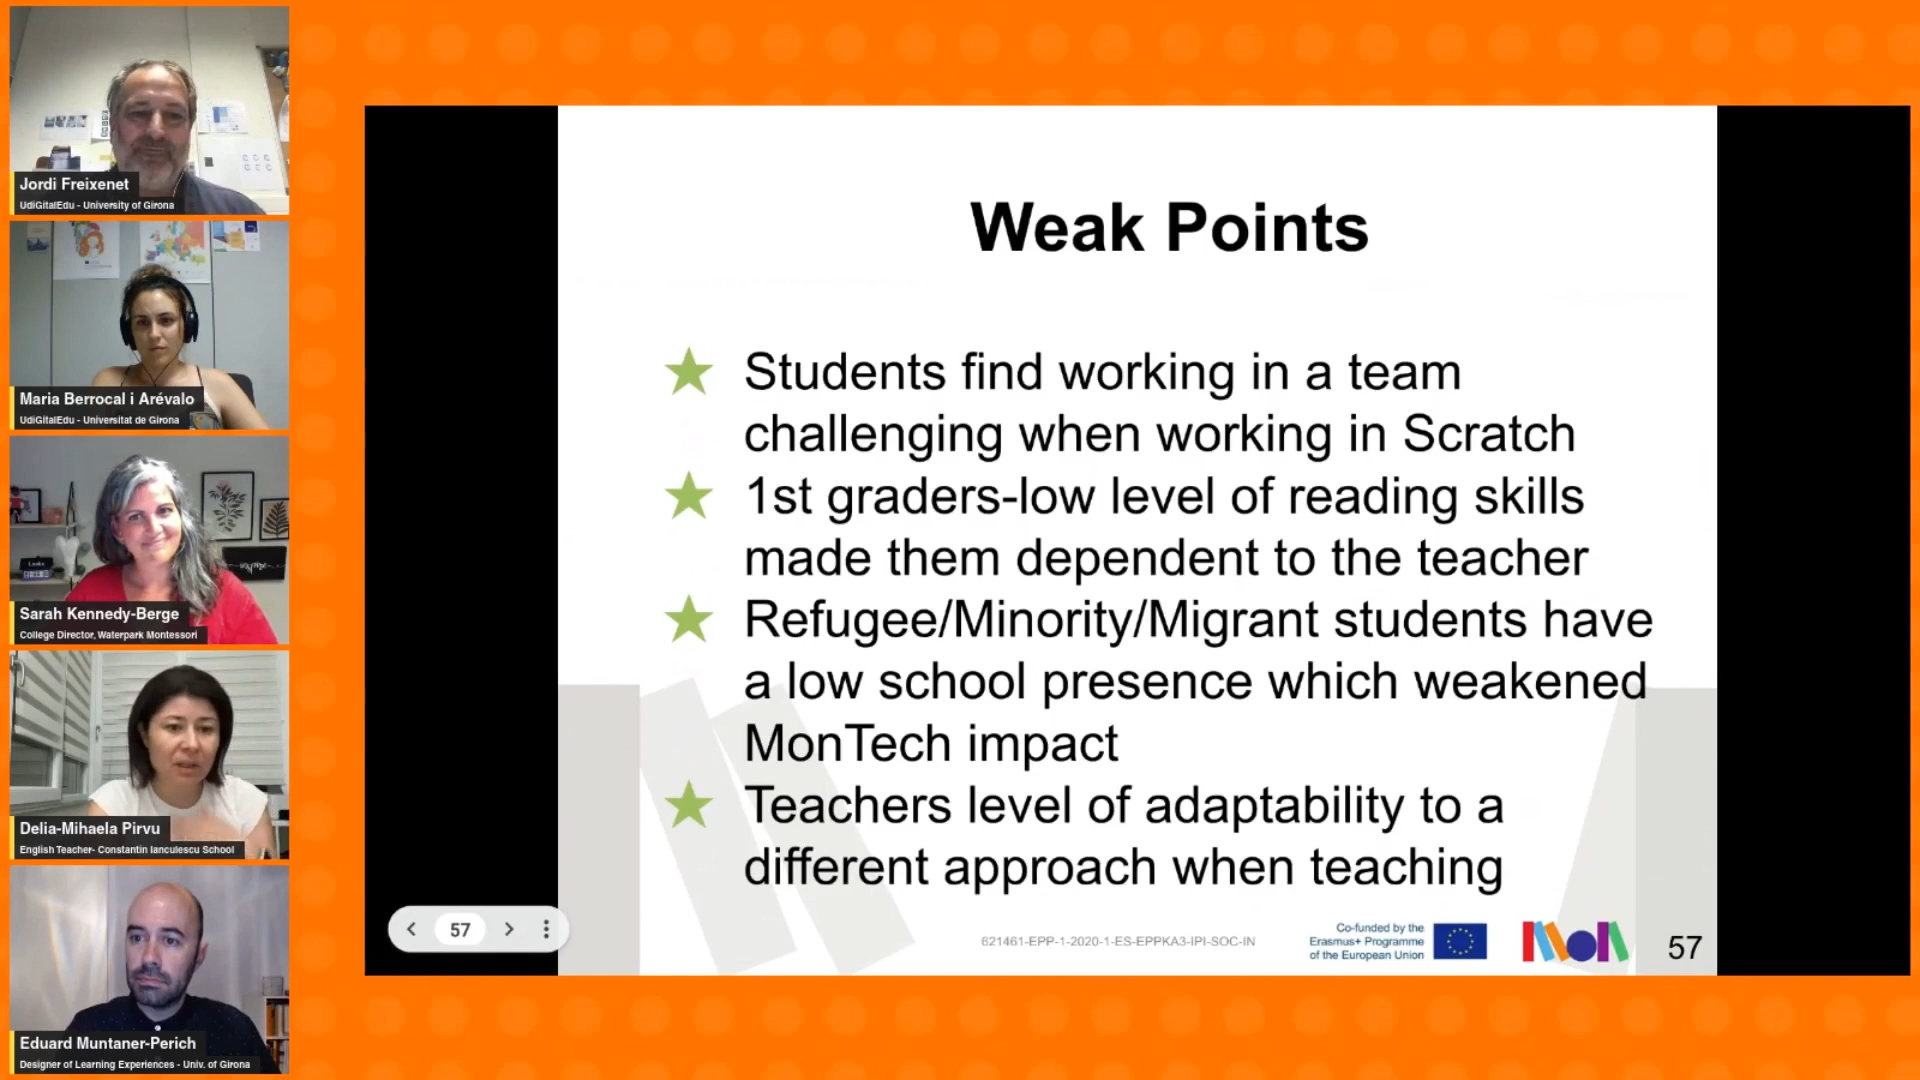 Jordi Freixenet
UdiGitalEdu - University of Girona
Maria Berrocal i Arévalo
UdiGitalEdu - Universitat de Girona
Sarah Kennedy-Berge
College Director, Waterpark Montessori
Delia-Mihaela Pirvu
English Teacher- Constantin Ianculescu School
Eduard Muntaner-Perich
Designer of Learning Experiences - Univ. of Girona
Weak Points
★ Students find working in a team
challenging when working in Scratch
★ 1st graders-low level of reading skills
made them dependent to the teacher
★ Refugee/Minority/Migrant students have
a low school presence which weakened
MonTech impact
★ Teachers level of adaptability to a
different approach when teaching
57
621461-EPP-1-2020-1-ES-EPPKA3-IPI-SOC-IN
Co-funded by the
Erasmus+ Programme
of the European Union
57